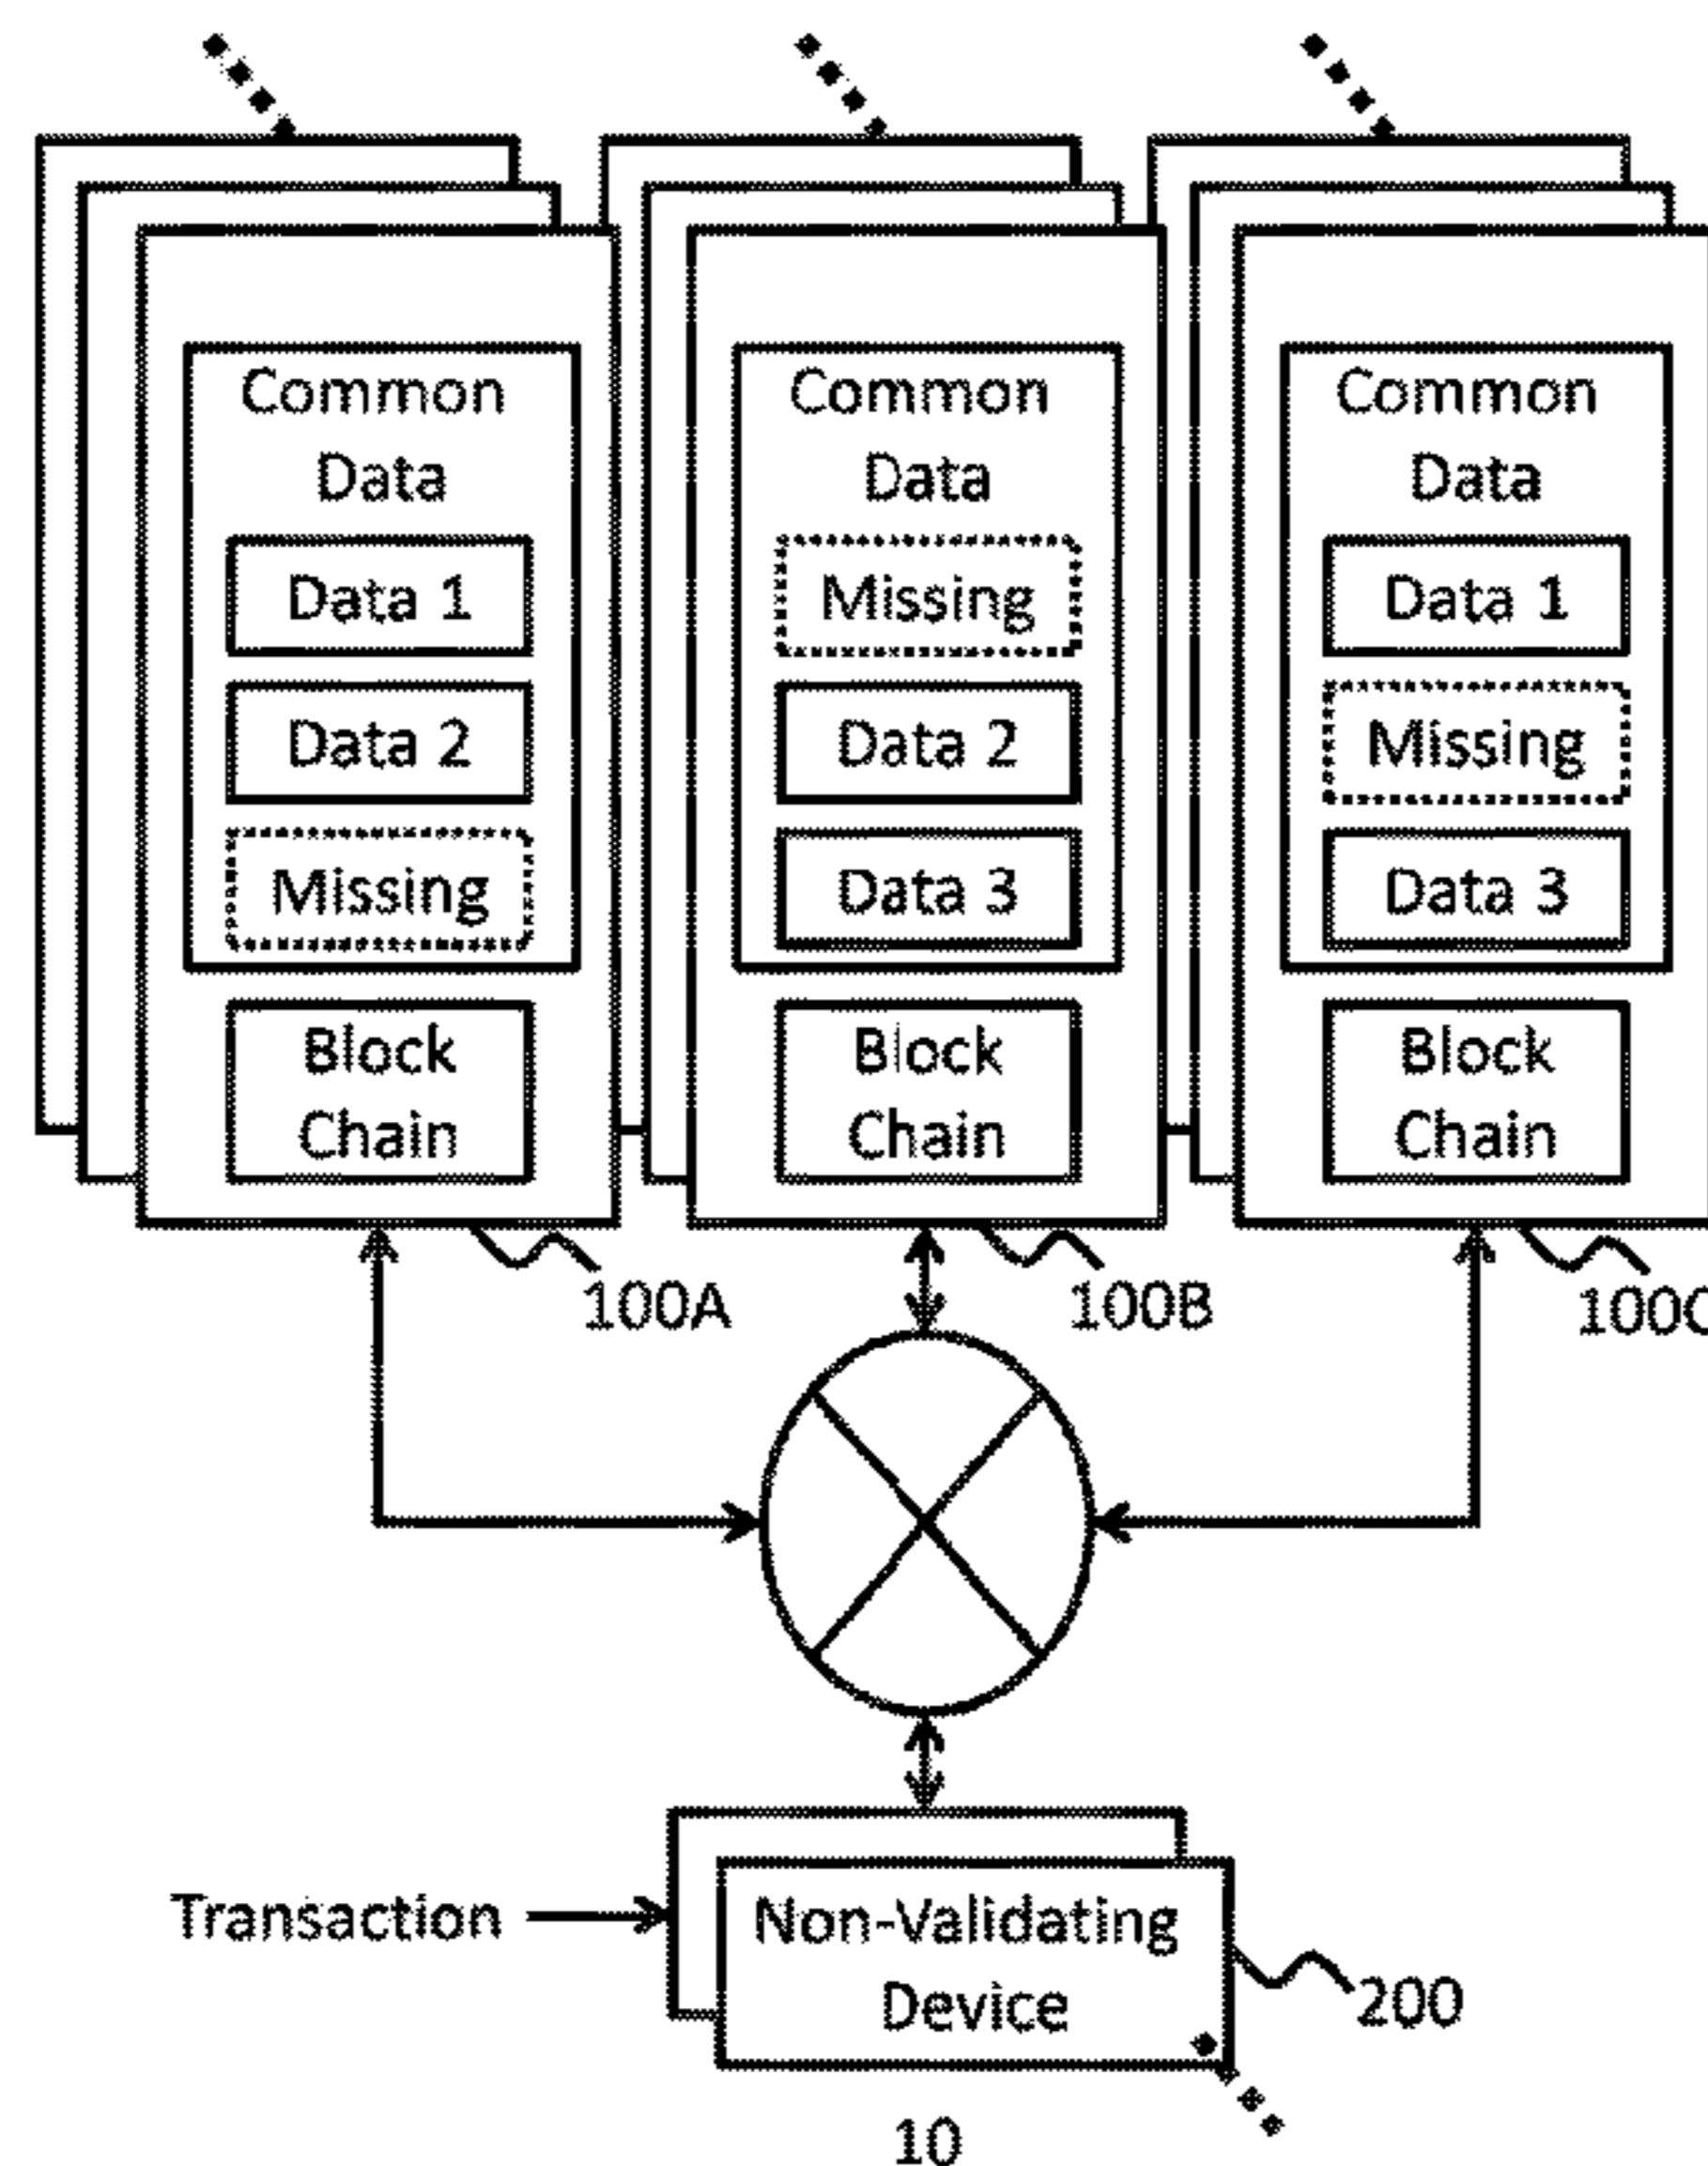 Common
Data
Data 1
Data 2
Missing
Block
Chain
100A
Common
Data
Missing
Data 2
Data 3
Block
Chain
100B
Common
Data
Data 1
Missing
Data 3
Block
Chain
100C
Transaction
Non-Validating
Device
200
10